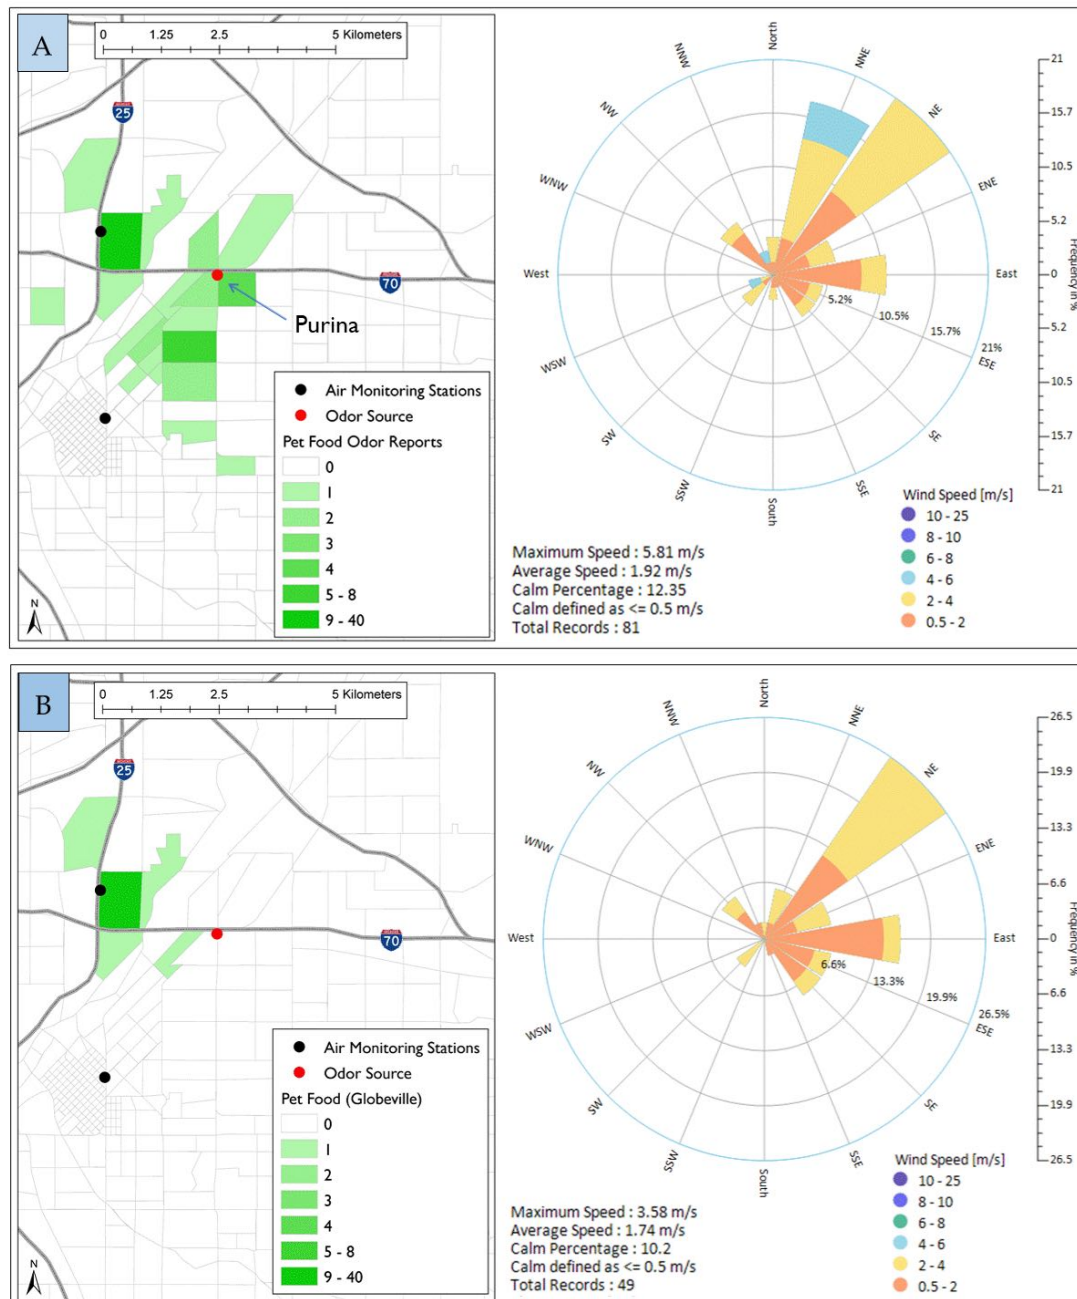 A
0 1.25 2.5 5 Kilometers
25
70
Purina
Air Monitoring Stations
Odor Source
Pet Food Odor Reports
0
1
2
3
4
5 - 8
9 - 40
N
North
NNE
NE
ENE
East
ESE
SE
SSE
South
SSW
SW
WSW
West
WNW
NW
NNW
5.2%
10.5%
15.7%
21%
21
15.7
10.5
5.2
0
5.2
10.5
15.7
21
Frequency in %
Maximum Speed : 5.81 m/s
Average Speed : 1.92 m/s
Calm Percentage : 12.35
Calm defined as <= 0.5 m/s
Total Records : 81
Wind Speed [m/s]
10 - 25
8 - 10
6 - 8
4 - 6
2 - 4
0.5 - 2
B
0 1.25 2.5 5 Kilometers
25
70
Air Monitoring Stations
Odor Source
Pet Food (Globeville)
0
1
2
3
4
5 - 8
9 - 40
N
North
NNE
NE
ENE
East
ESE
SE
SSE
South
SSW
SW
WSW
West
WNW
NW
NNW
6.6%
13.3%
19.9%
26.5%
26.5
19.9
13.3
6.6
0
6.6
13.3
19.9
26.5
Frequency in %
Maximum Speed : 3.58 m/s
Average Speed : 1.74 m/s
Calm Percentage : 10.2
Calm defined as <= 0.5 m/s
Total Records : 49
Wind Speed [m/s]
10 - 25
8 - 10
6 - 8
4 - 6
2 - 4
0.5 - 2